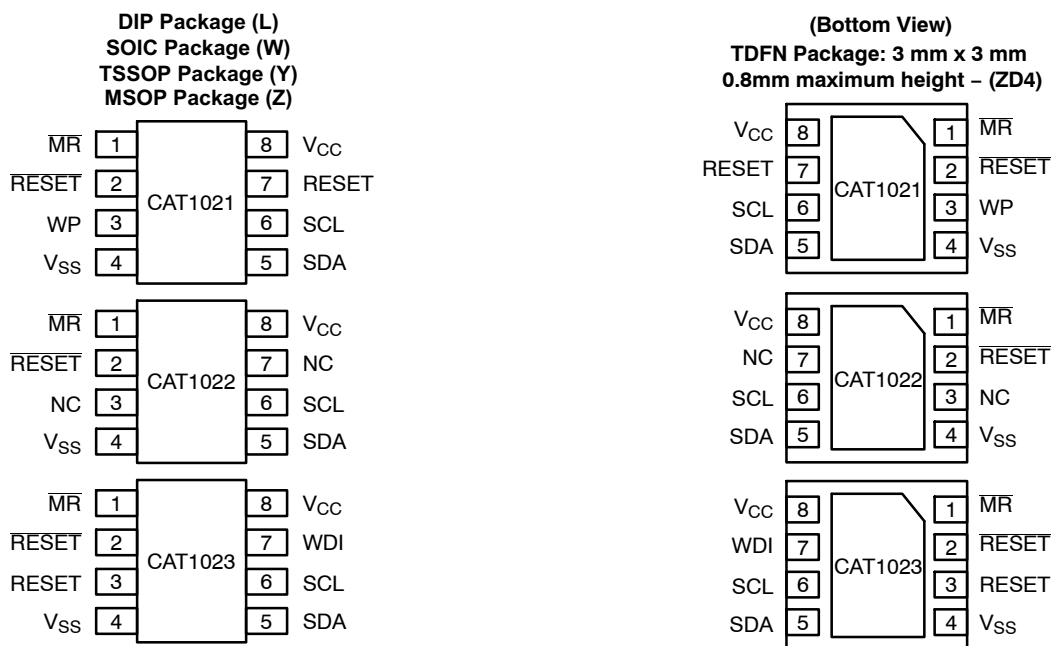 DIP Package (L)
SOIC Package (W)
TSSOP Package (Y)
MSOP Package (Z)
MR 1 8 VCC
RESET 2 7 RESET
CAT1021
WP 3 6 SCL
VSS 4 5 SDA
MR 1 8 VCC
RESET 2 7 NC
CAT1022
NC 3 6 SCL
VSS 4 5 SDA
MR 1 8 VCC
RESET 2 7 WDI
CAT1023
RESET 3 6 SCL
VSS 4 5 SDA
(Bottom View)
TDFN Package: 3 mm x 3 mm
0.8mm maximum height – (ZD4)
VCC 8 1 MR
RESET 7 2 RESET
CAT1021
SCL 6 3 WP
SDA 5 4 VSS
VCC 8 1 MR
NC 7 2 RESET
CAT1022
SCL 6 3 NC
SDA 5 4 VSS
VCC 8 1 MR
WDI 7 2 RESET
CAT1023
SCL 6 3 RESET
SDA 5 4 VSS